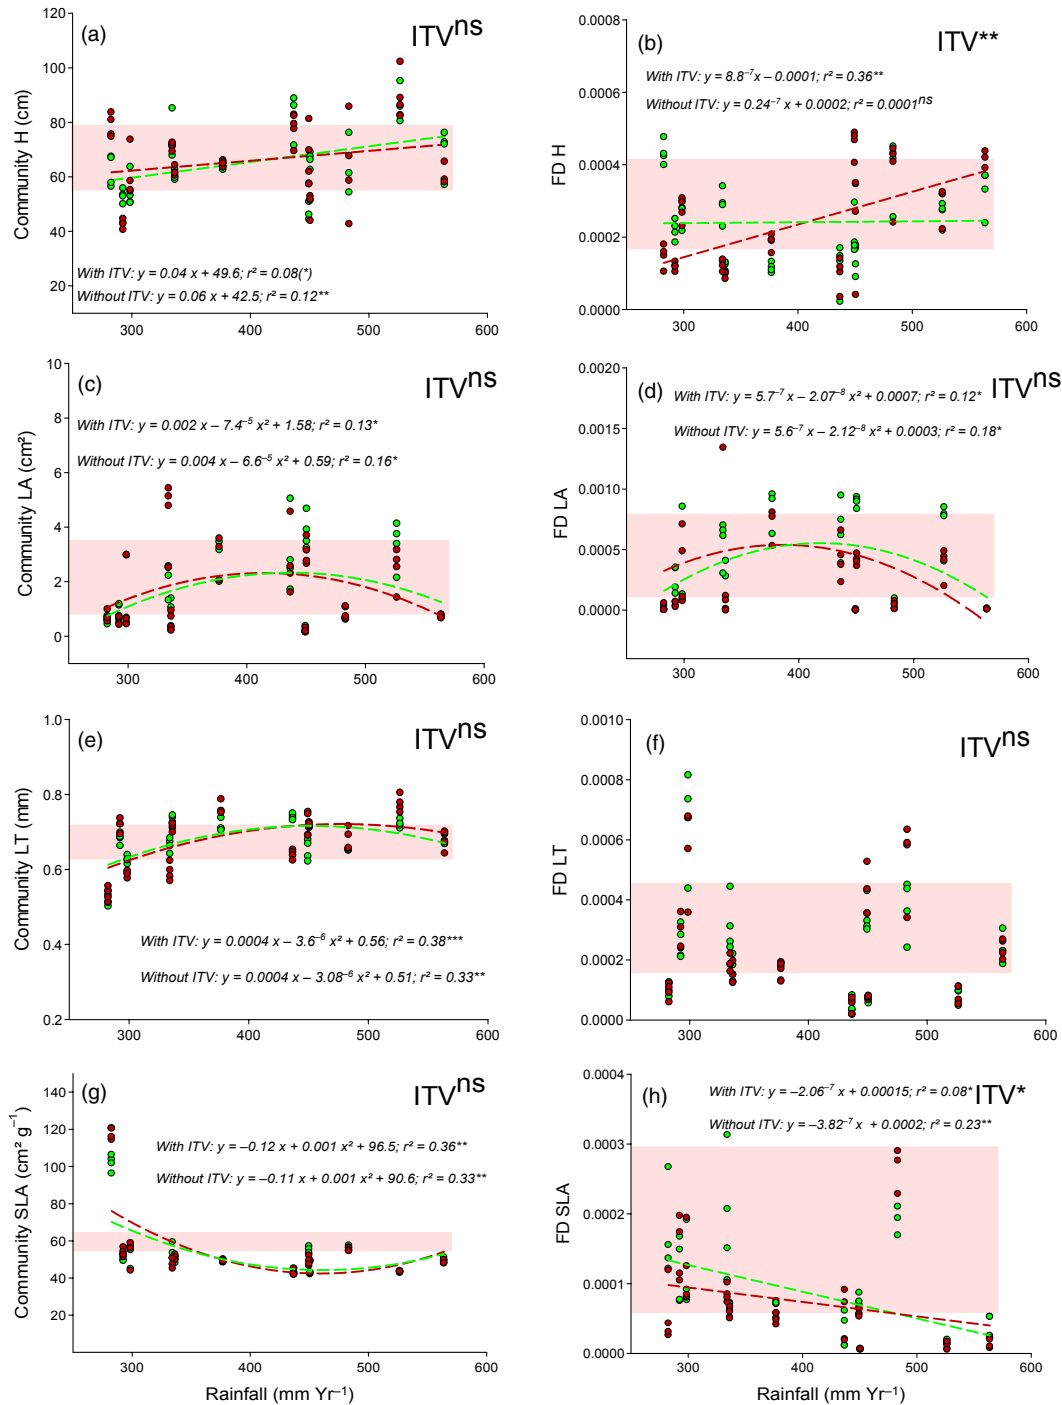 (a)
ITV^ns
Community H (cm)
120
100
80
60
40
20
With ITV: y = 0.04 x + 49.6; r² = 0.08(*)
Without ITV: y = 0.06 x + 42.5; r² = 0.12**
300 400 500 600
(b)
ITV**
FD H
0.0008
0.0006
0.0004
0.0002
0.0000
With ITV: y = 8.8⁻⁷x – 0.0001; r² = 0.36**
Without ITV: y = 0.24⁻⁷ x + 0.0002; r² = 0.0001^ns
300 400 500 600
(c)
ITV^ns
Community LA (cm²)
10
8
6
4
2
0
With ITV: y = 0.002 x – 7.4⁻⁵ x² + 1.58; r² = 0.13*
Without ITV: y = 0.004 x – 6.6⁻⁵ x² + 0.59; r² = 0.16*
300 400 500 600
(d)
ITV^ns
FD LA
0.0020
0.0015
0.0010
0.0005
0.0000
With ITV: y = 5.7⁻⁷ x – 2.07⁻⁸ x² + 0.0007; r² = 0.12*
Without ITV: y = 5.6⁻⁷ x – 2.12⁻⁸ x² + 0.0003; r² = 0.18*
300 400 500 600
(e)
ITV^ns
Community LT (mm)
1.0
0.8
0.6
0.4
0.2
With ITV: y = 0.0004 x – 3.6⁻⁶ x² + 0.56; r² = 0.38***
Without ITV: y = 0.0004 x – 3.08⁻⁶ x² + 0.51; r² = 0.33**
300 400 500 600
(f)
ITV^ns
FD LT
0.0010
0.0008
0.0006
0.0004
0.0002
0.0000
300 400 500 600
(g)
ITV^ns
Community SLA (cm² g⁻¹)
140
120
100
80
60
40
20
With ITV: y = –0.12 x + 0.001 x² + 96.5; r² = 0.36**
Without ITV: y = –0.11 x + 0.001 x² + 90.6; r² = 0.33**
300 400 500 600
Rainfall (mm Yr⁻¹)
(h)
ITV*
FD SLA
0.0004
0.0003
0.0002
0.0001
0.0000
With ITV: y = –2.06⁻⁷ x + 0.00015; r² = 0.08*
Without ITV: y = –3.82⁻⁷ x + 0.0002; r² = 0.23**
300 400 500 600
Rainfall (mm Yr⁻¹)